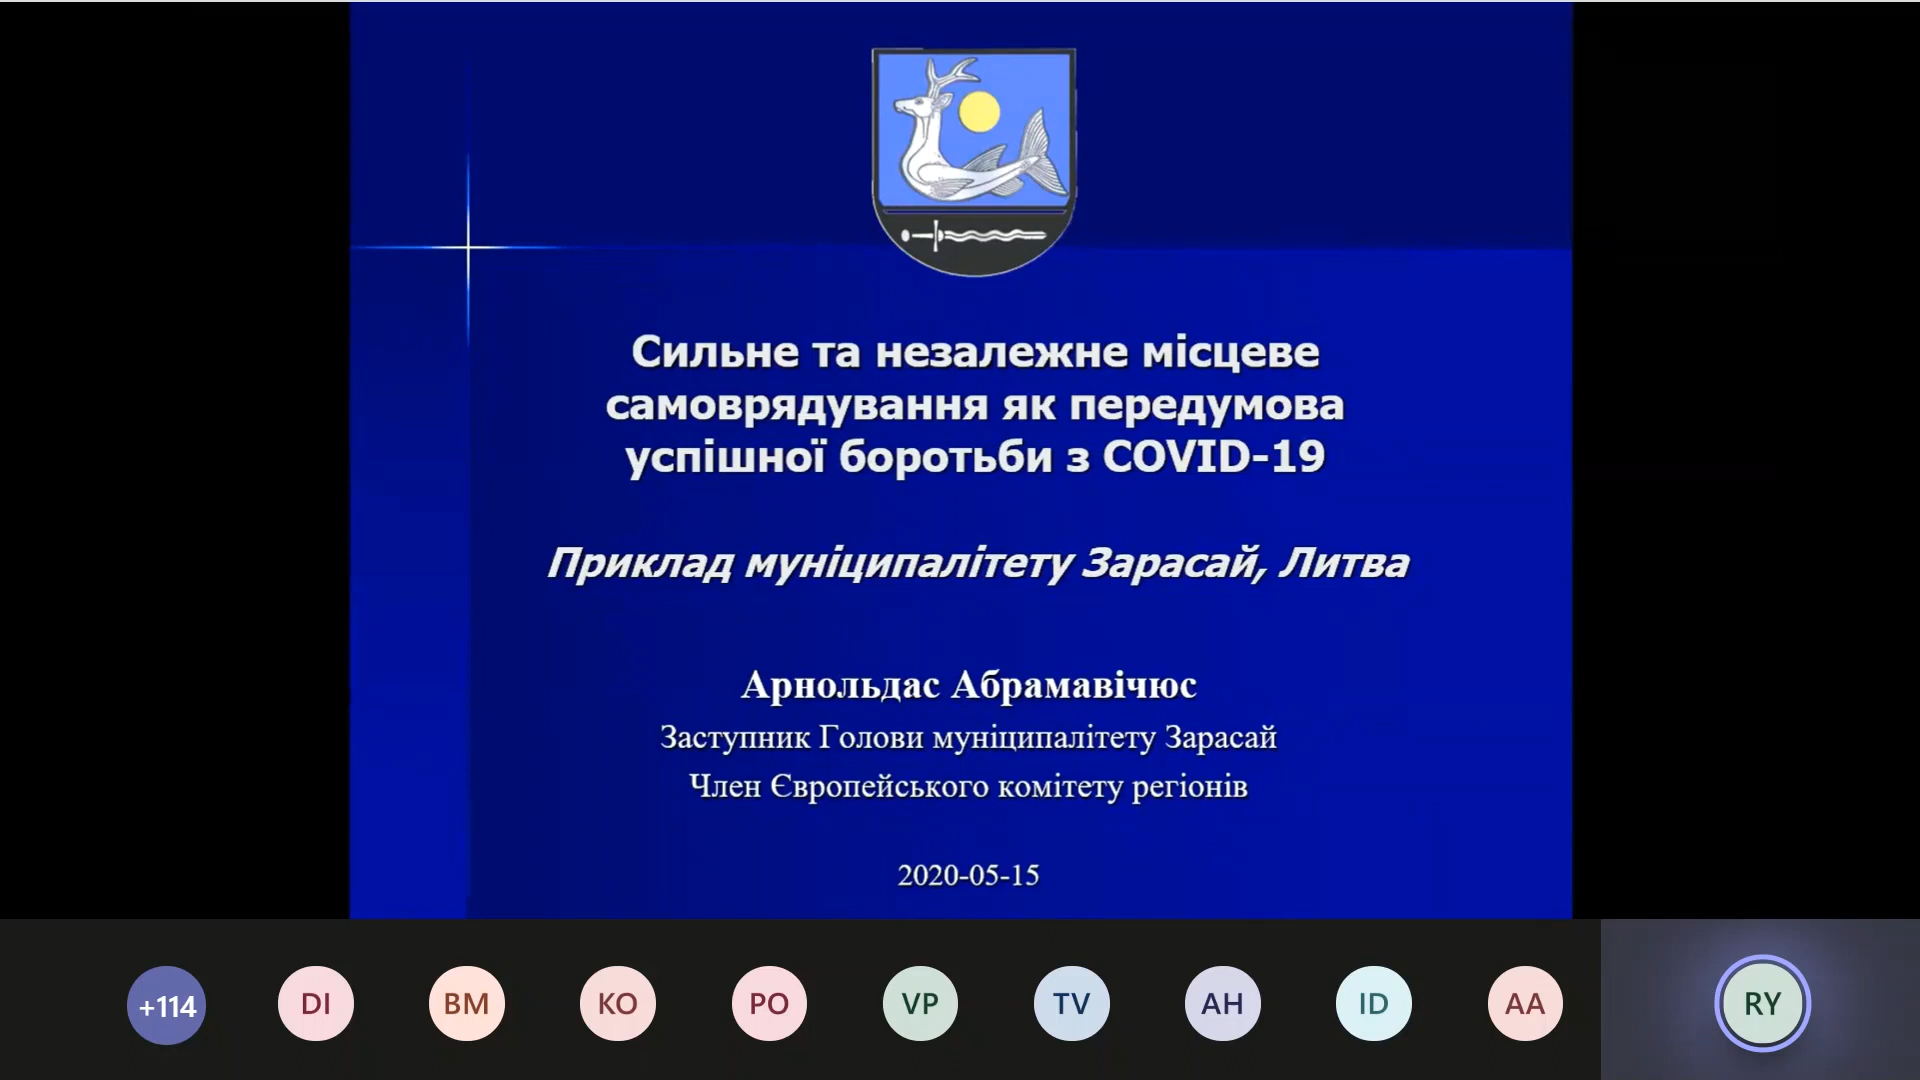 Сильне та незалежне місцеве
самоврядування як передумова
успішної боротьби з COVID-19
Приклад муніципалітету Зарасай, Литва
Арнольдас Абрамавічюс
Заступник Голови муніципалітету Зарасай
Член Європейського комітету регіонів
2020-05-15
+114 DI BM KO PO VP TV AH ID AA RY